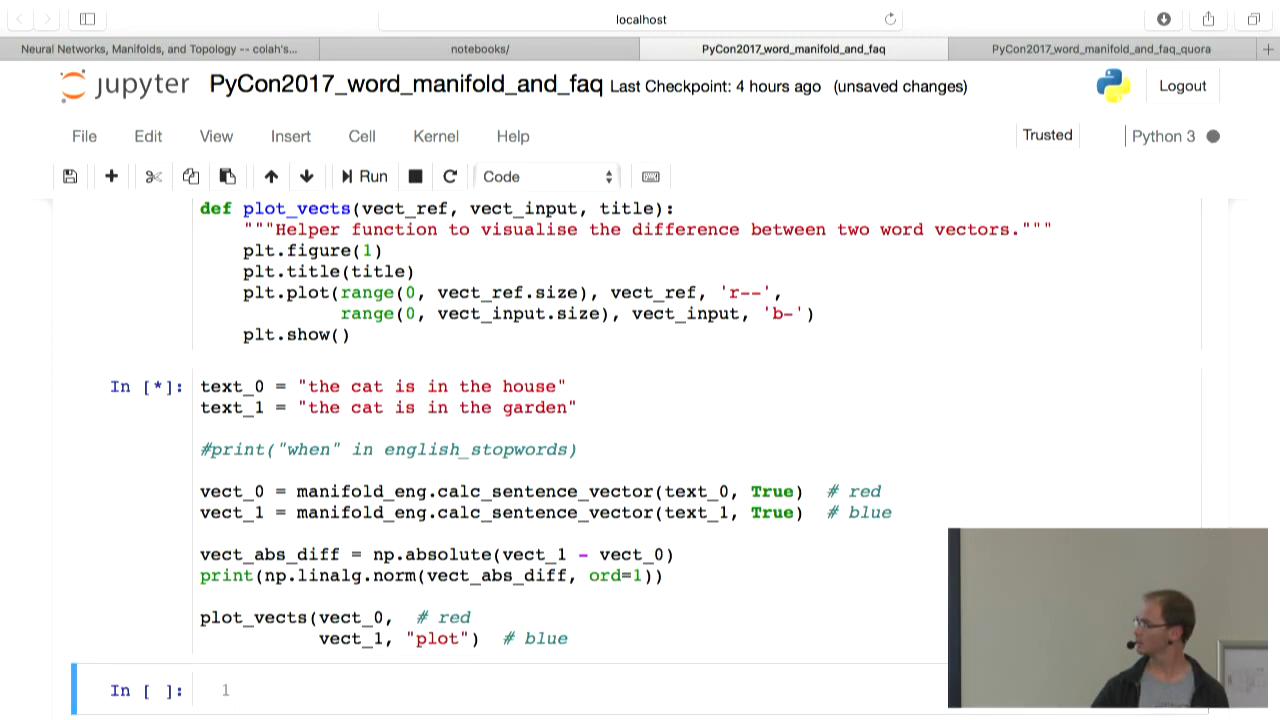 localhost
Neural Networks, Manifolds, and Topology -- colah's...
notebooks/
PyCon2017_word_manifold_and_faq
PyCon2017_word_manifold_and_faq_quora
jupyter PyCon2017_word_manifold_and_faq Last Checkpoint: 4 hours ago (unsaved changes)
Logout
File Edit View Insert Cell Kernel Help
Trusted
Python 3
Run
Code
def plot_vects(vect_ref, vect_input, title):
"""Helper function to visualise the difference between two word vectors."""
plt.figure(1)
plt.title(title)
plt.plot(range(0, vect_ref.size), vect_ref, 'r--',
range(0, vect_input.size), vect_input, 'b-')
plt.show()
In [*]: text_0 = "the cat is in the house"
text_1 = "the cat is in the garden"
#print("when" in english_stopwords)
vect_0 = manifold_eng.calc_sentence_vector(text_0, True) # red
vect_1 = manifold_eng.calc_sentence_vector(text_1, True) # blue
vect_abs_diff = np.absolute(vect_1 - vect_0)
print(np.linalg.norm(vect_abs_diff, ord=1))
plot_vects(vect_0, # red
vect_1, "plot") # blue
In [ ]: 1